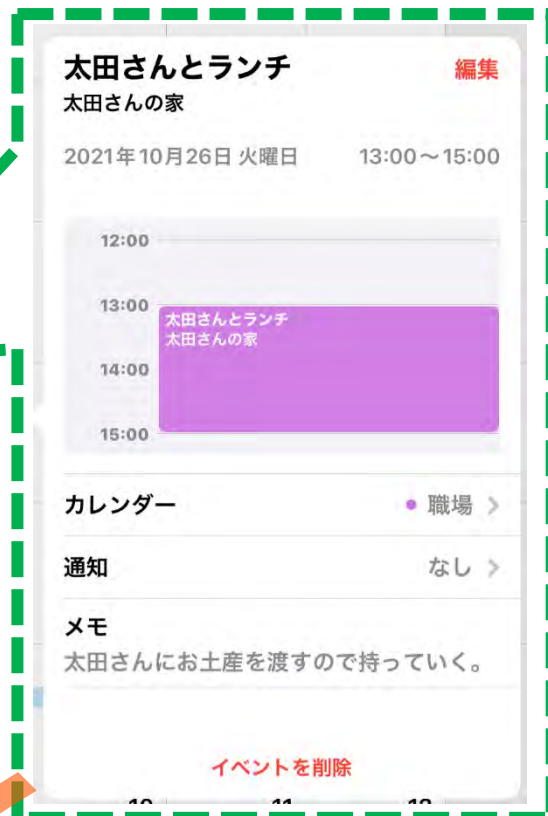 太田さんとランチ 編集
太田さんの家
2021年10月26日 火曜日 13:00〜15:00
12:00
13:00
太田さんとランチ
太田さんの家
14:00
15:00
カレンダー 職場
通知 なし
メモ
太田さんにお土産を渡すので持っていく。
イベントを削除